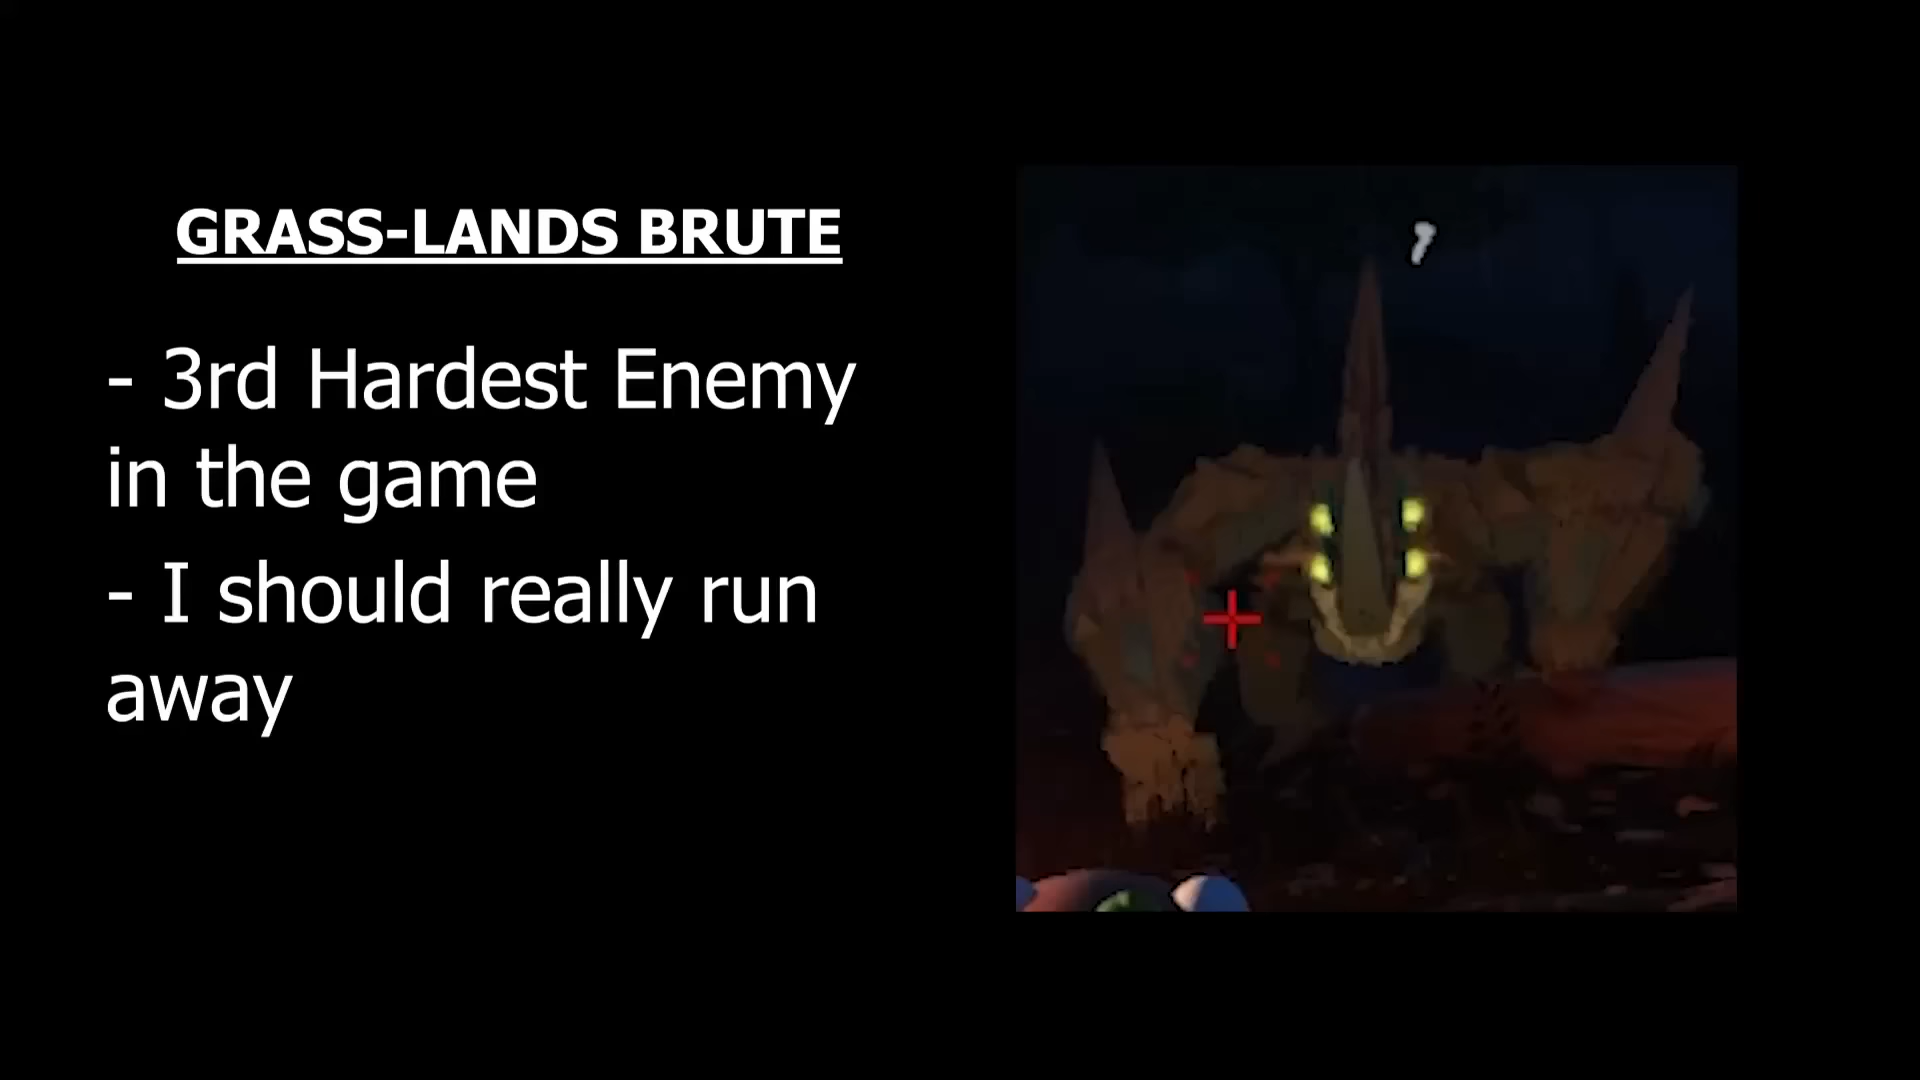 GRASS-LANDS BRUTE
- 3rd Hardest Enemy
in the game
- I should really run
away